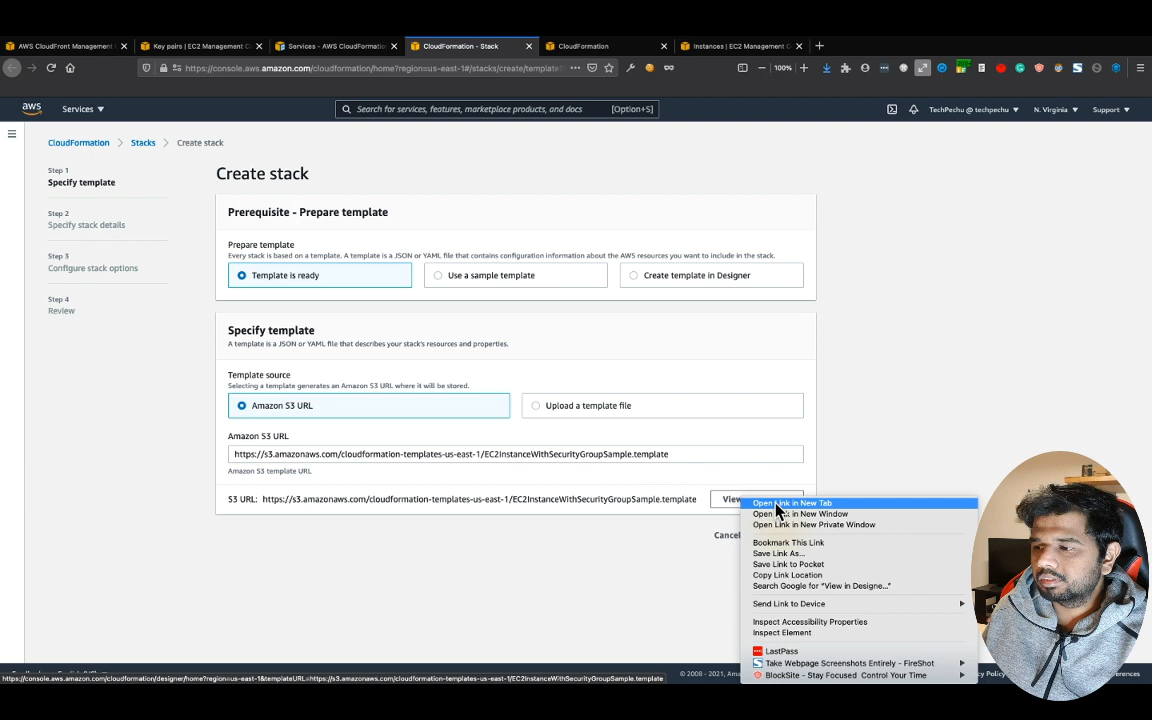 AWS CloudFront Management
Key pairs | EC2 Management C
Services - AWS CloudFormation
CloudFormation - Stack
CloudFormation
Instances | EC2 Management C
https://console.aws.amazon.com/cloudformation/home?region=us-east-1#/stacks/create/template
100%
aws
Services
Search for services, features, marketplace products, and docs
[Option+S]
TechPechu @ techpechu
N. Virginia
Support
CloudFormation
Stacks
Create stack
Step 1
Specify template
Step 2
Specify stack details
Step 3
Configure stack options
Step 4
Review
Create stack
Prerequisite - Prepare template
Prepare template
Every stack is based on a template. A template is a JSON or YAML file that contains configuration information about the AWS resources you want to include in the stack.
Template is ready
Use a sample template
Create template in Designer
Specify template
A template is a JSON or YAML file that describes your stack's resources and properties.
Template source
Selecting a template generates an Amazon S3 URL where it will be stored.
Amazon S3 URL
Upload a template file
Amazon S3 URL
https://s3.amazonaws.com/cloudformation-templates-us-east-1/EC2InstanceWithSecurityGroupSample.template
Amazon S3 template URL
S3 URL: https://s3.amazonaws.com/cloudformation-templates-us-east-1/EC2InstanceWithSecurityGroupSample.template
View
Cancel
Open Link in New Tab
Open Link in New Window
Open Link in New Private Window
Bookmark This Link
Save Link As...
Save Link to Pocket
Copy Link Location
Search Google for "View in Designe..."
Send Link to Device
Inspect Accessibility Properties
Inspect Element
LastPass
Take Webpage Screenshots Entirely - FireShot
BlockSite - Stay Focused Control Your Time
© 2008 - 2021, Amaz
cy Policy
erences
https://console.aws.amazon.com/cloudformation/designer/home?region=us-east-1&templateURL=https://s3.amazonaws.com/cloudformation-templates-us-east-1/EC2InstanceWithSecurityGroupSample.template